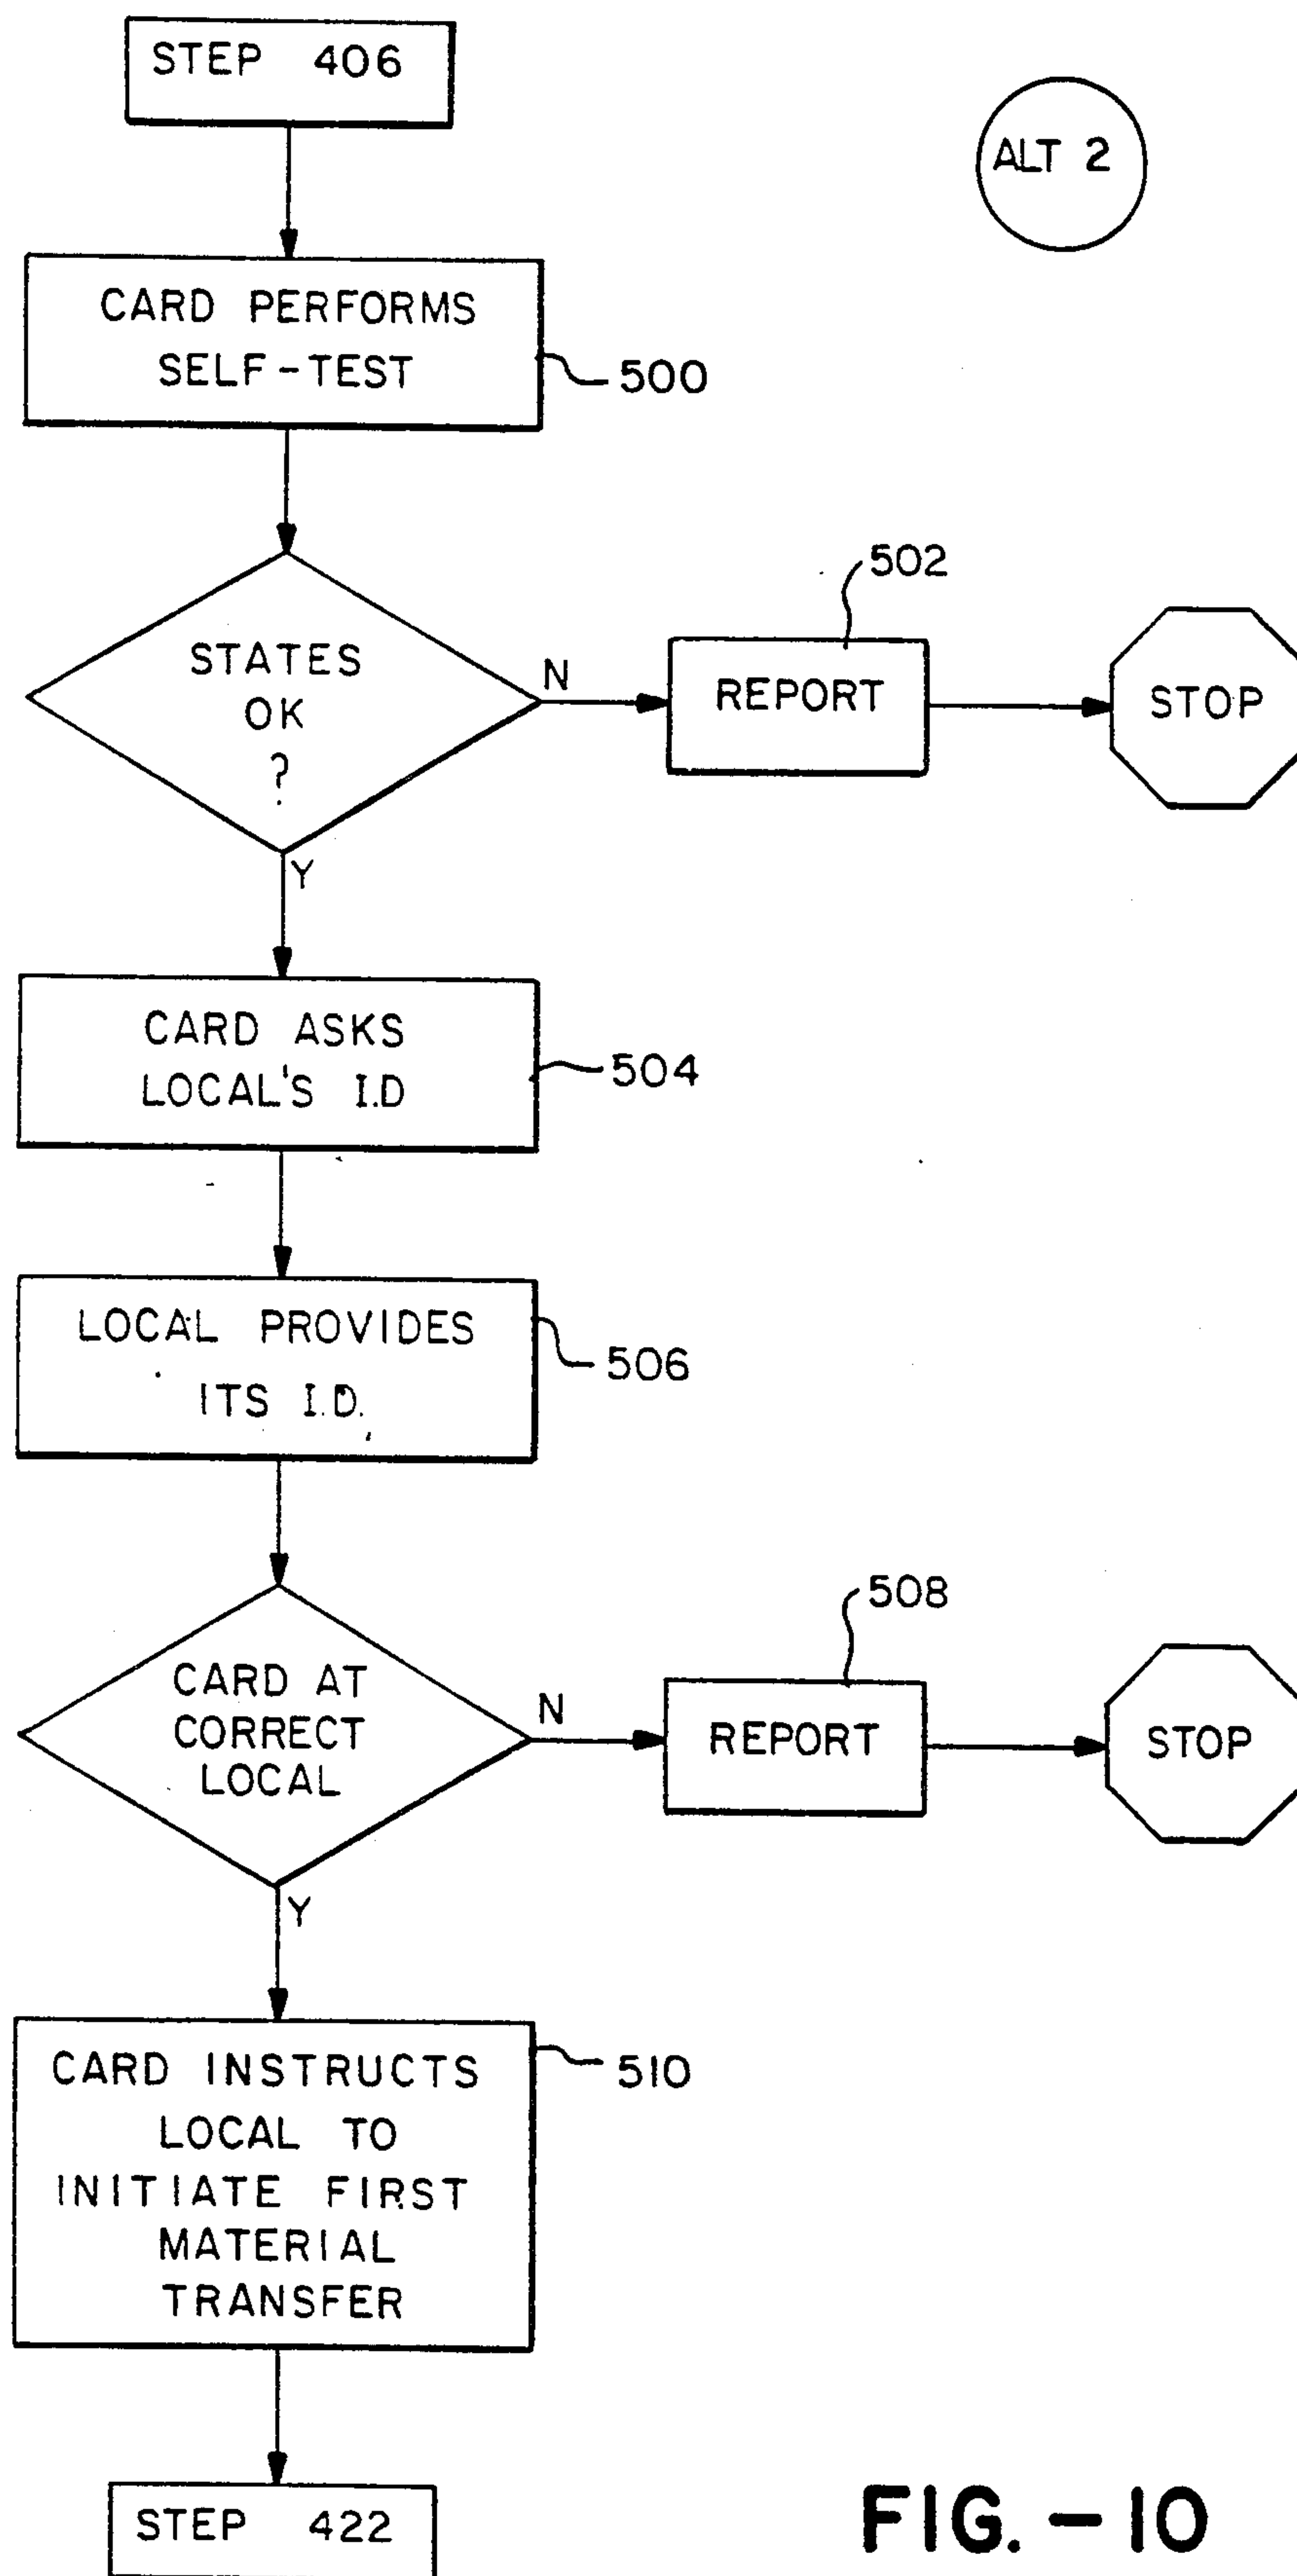 STEP 406
ALT 2
CARD PERFORMS
SELF-TEST
500
STATES
OK
?
N
502
REPORT
STOP
Y
CARD ASKS
LOCAL'S I.D
504
LOCAL PROVIDES
ITS I.D.
506
CARD AT
CORRECT
LOCAL
N
508
REPORT
STOP
Y
CARD INSTRUCTS
LOCAL TO
INITIATE FIRST
MATERIAL
TRANSFER
510
STEP 422
FIG.-10